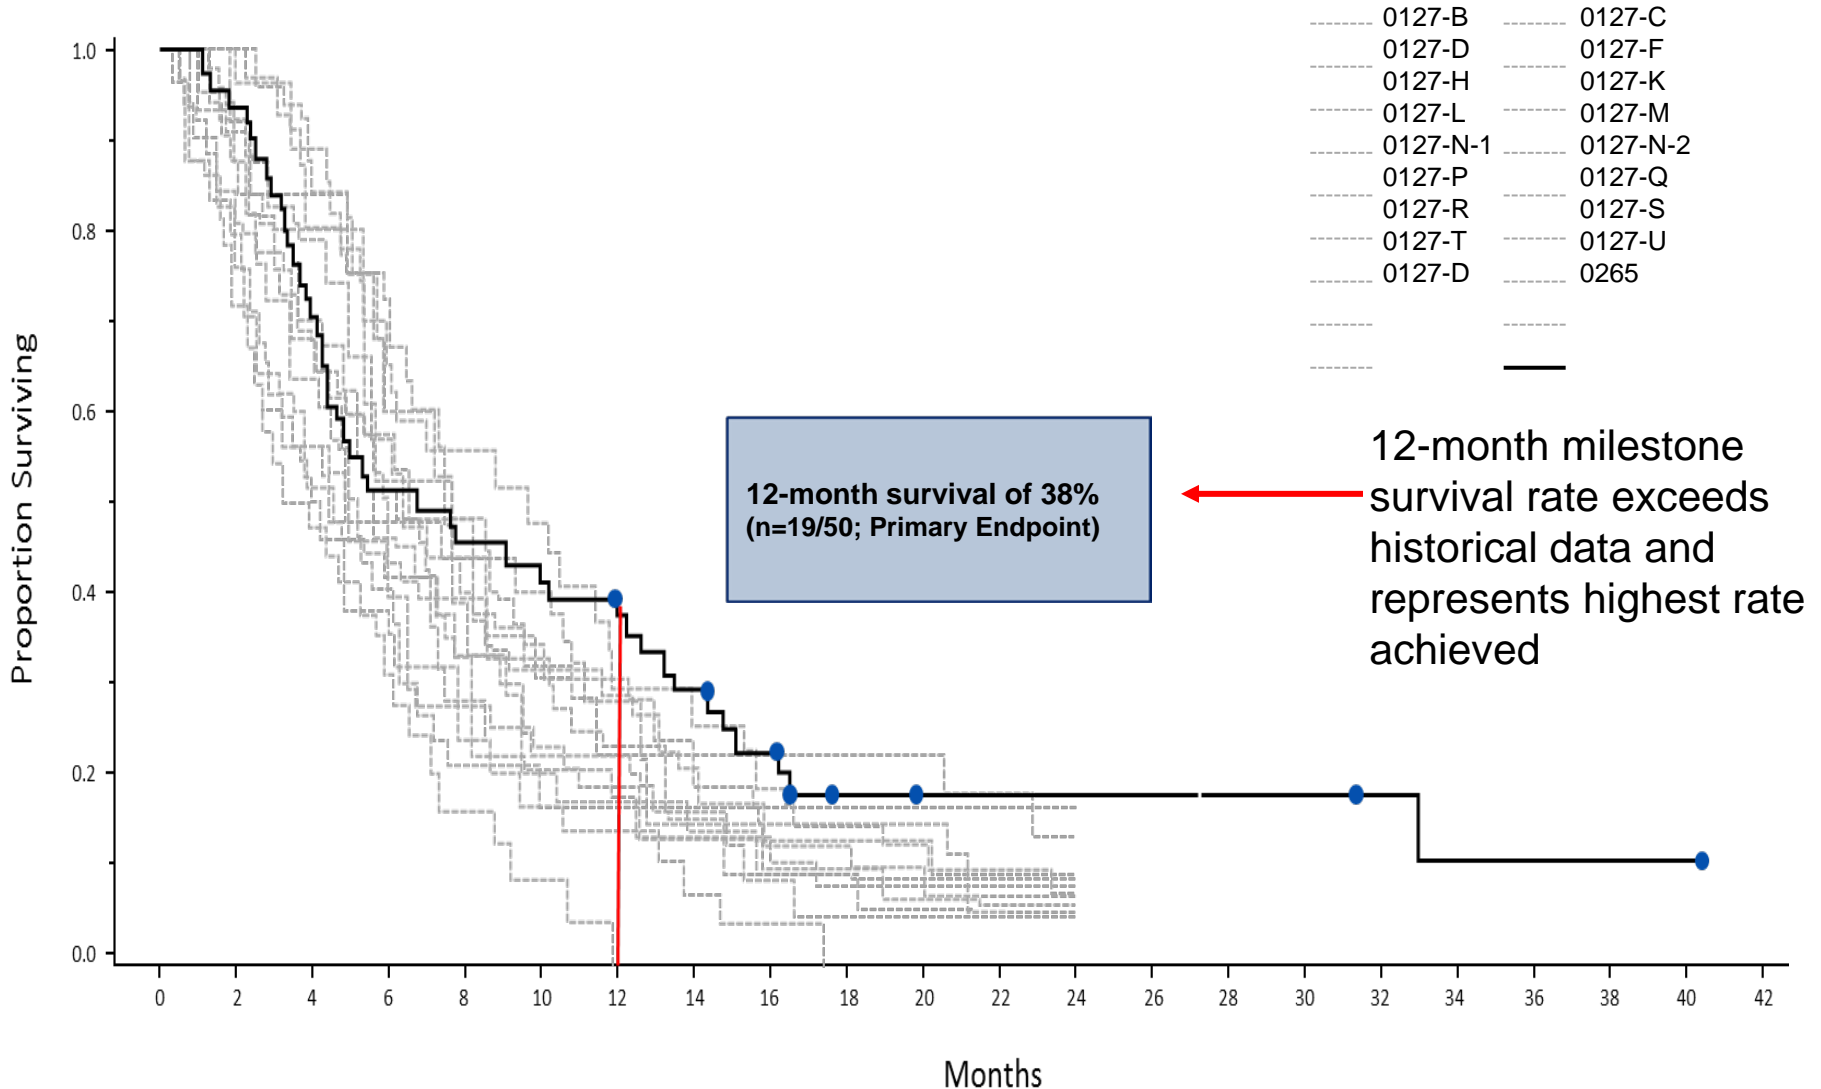 0127-B 0127-C
0127-D 0127-F
0127-H 0127-K
0127-L 0127-M
0127-N-1 0127-N-2
0127-P 0127-Q
0127-R 0127-S
0127-T 0127-U
0127-D 0265
Proportion Surviving
1.0
0.8
0.6
0.4
0.2
0.0
12-month survival of 38%
(n=19/50; Primary Endpoint)
12-month milestone
survival rate exceeds
historical data and
represents highest rate
achieved
0 2 4 6 8 10 12 14 16 18 20 22 24 26 28 30 32 34 36 38 40 42
Months